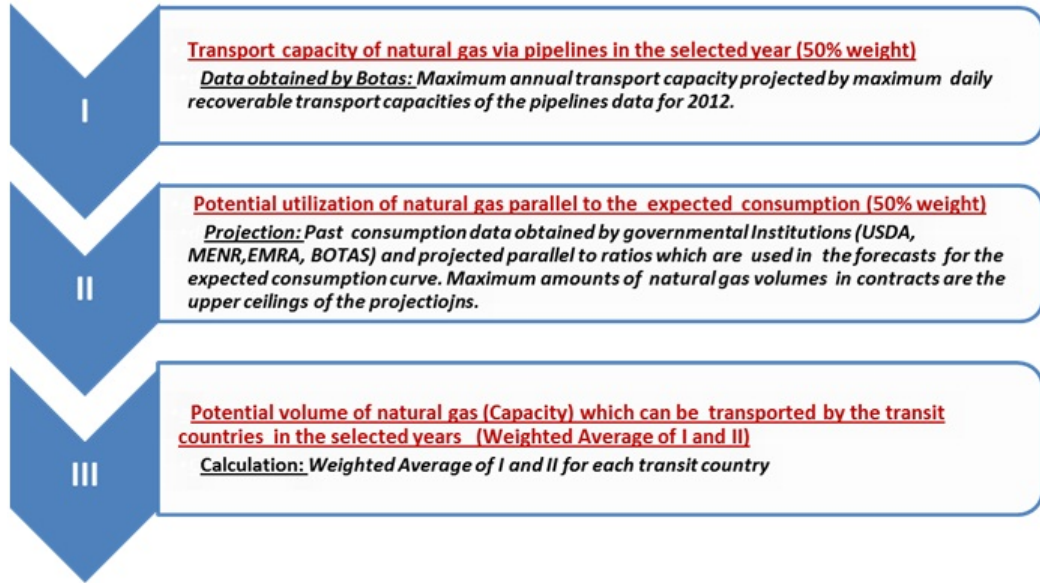 I
Transport capacity of natural gas via pipelines in the selected year (50% weight)
Data obtained by Botas: Maximum annual transport capacity projected by maximum daily
recoverable transport capacities of the pipelines data for 2012.
II
Potential utilization of natural gas parallel to the expected consumption (50% weight)
Projection: Past consumption data obtained by governmental Institutions (USDA,
MENR,EMRA, BOTAS) and projected parallel to ratios which are used in the forecasts for the
expected consumption curve. Maximum amounts of natural gas volumes in contracts are the
upper ceilings of the projectiojns.
III
Potential volume of natural gas (Capacity) which can be transported by the transit
countries in the selected years (Weighted Average of I and II)
Calculation: Weighted Average of I and II for each transit country